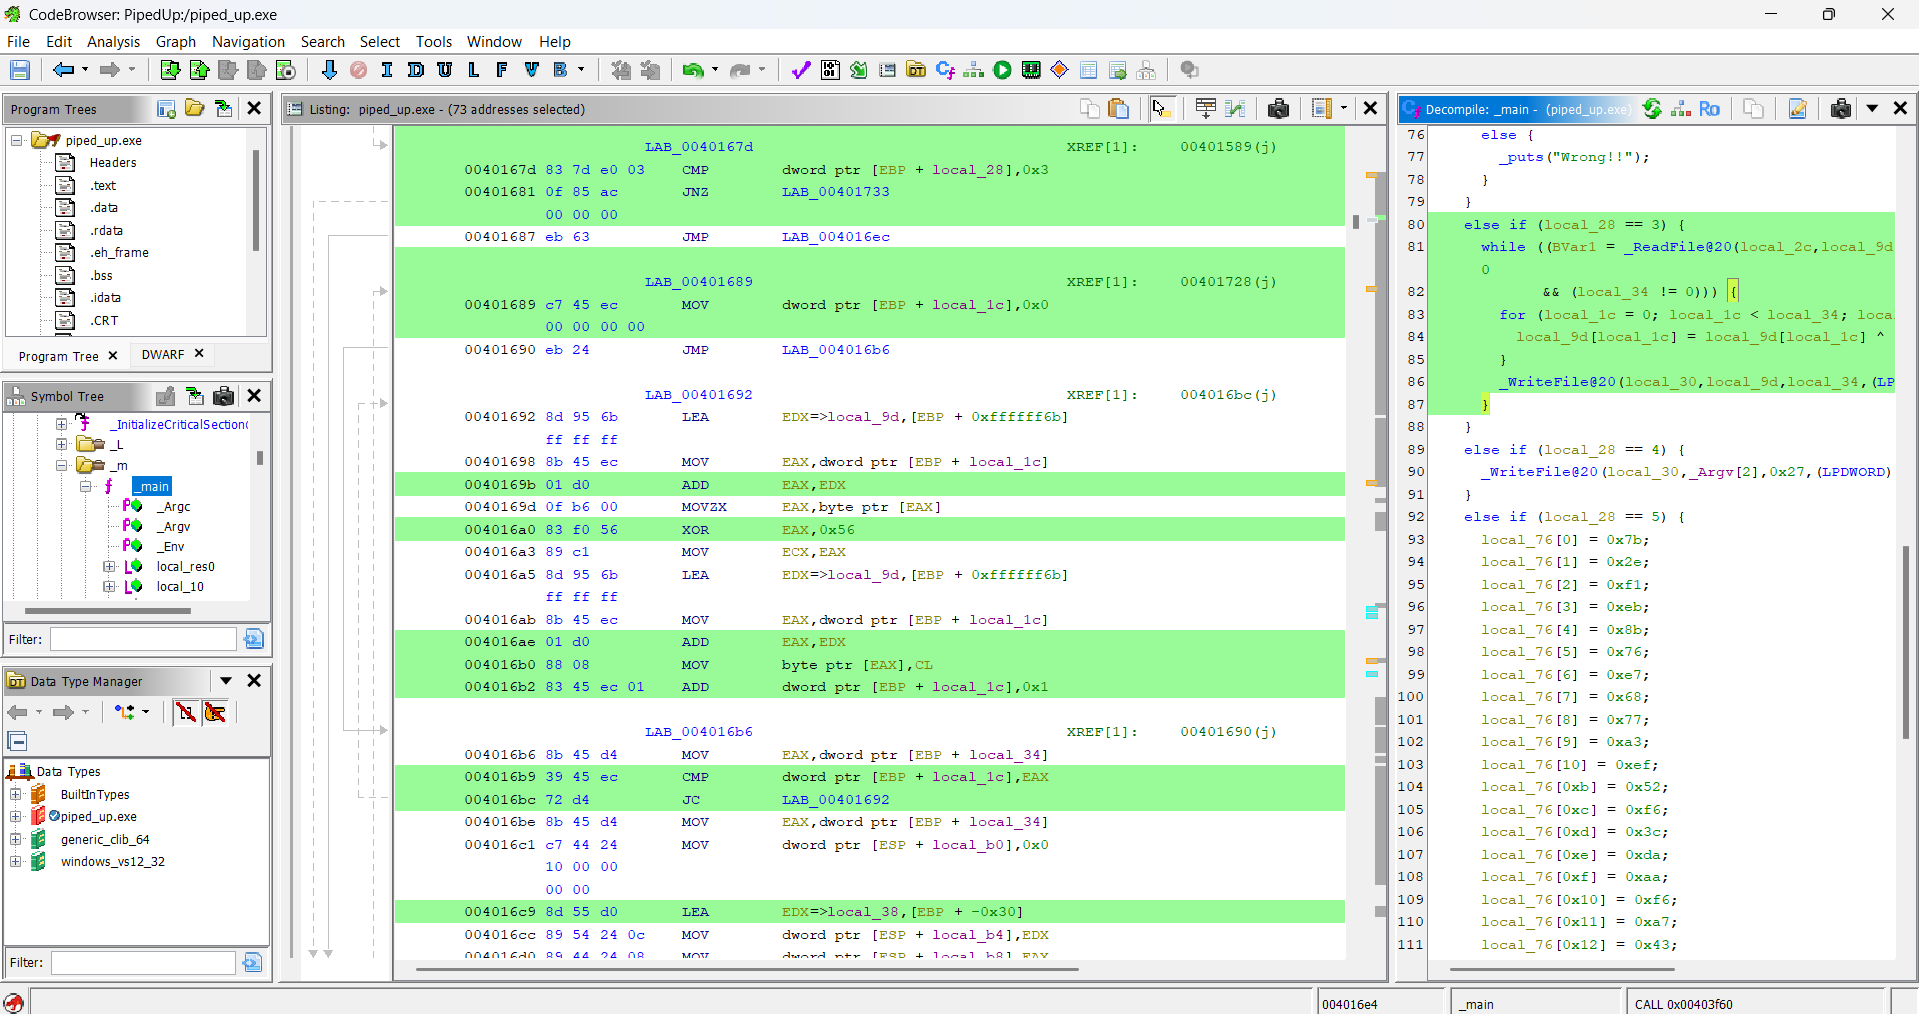 CodeBrowser: PipedUp:/piped_up.exe
File Edit Analysis Graph Navigation Search Select Tools Window Help
I D U L F V B
Program Trees
piped_up.exe
Headers
.text
.data
.rdata
.eh_frame
.bss
.idata
.CRT
Program Tree DWARF
Symbol Tree
_InitializeCriticalSection
_L
_m
_main
_Argc
_Argv
_Env
local_res0
local_10
Filter:
Data Type Manager
Data Types
BuiltInTypes
piped_up.exe
generic_clib_64
windows_vs12_32
Filter:
Listing: piped_up.exe - (73 addresses selected)
LAB_0040167d XREF[1]: 00401589(j)
0040167d 83 7d e0 03 CMP dword ptr [EBP + local_28],0x3
00401681 0f 85 ac JNZ LAB_00401733
00 00 00
00401687 eb 63 JMP LAB_004016ec
LAB_00401689 XREF[1]: 00401728(j)
00401689 c7 45 ec MOV dword ptr [EBP + local_1c],0x0
00 00 00 00
00401690 eb 24 JMP LAB_004016b6
LAB_00401692 XREF[1]: 004016bc(j)
00401692 8d 95 6b LEA EDX=>local_9d,[EBP + 0xffffff6b]
ff ff ff
00401698 8b 45 ec MOV EAX,dword ptr [EBP + local_1c]
0040169b 01 d0 ADD EAX,EDX
0040169d 0f b6 00 MOVZX EAX,byte ptr [EAX]
004016a0 83 f0 56 XOR EAX,0x56
004016a3 89 c1 MOV ECX,EAX
004016a5 8d 95 6b LEA EDX=>local_9d,[EBP + 0xffffff6b]
ff ff ff
004016ab 8b 45 ec MOV EAX,dword ptr [EBP + local_1c]
004016ae 01 d0 ADD EAX,EDX
004016b0 88 08 MOV byte ptr [EAX],CL
004016b2 83 45 ec 01 ADD dword ptr [EBP + local_1c],0x1
LAB_004016b6 XREF[1]: 00401690(j)
004016b6 8b 45 d4 MOV EAX,dword ptr [EBP + local_34]
004016b9 39 45 ec CMP dword ptr [EBP + local_1c],EAX
004016bc 72 d4 JC LAB_00401692
004016be 8b 45 d4 MOV EAX,dword ptr [EBP + local_34]
004016c1 c7 44 24 MOV dword ptr [ESP + local_b0],0x0
10 00 00
00 00
004016c9 8d 55 d0 LEA EDX=>local_38,[EBP + -0x30]
004016cc 89 54 24 0c MOV dword ptr [ESP + local_b4],EDX
004016d0 89 44 24 08 MOV dword ptr [ESP + local_b8],EAX
Decompile: _main - (piped_up.exe)
76 else {
77 _puts("Wrong!!");
78 }
79 }
80 else if (local_28 == 3) {
81 while ((BVar1 = _ReadFile@20(local_2c,local_9d
0
82 && (local_34 != 0))) {
83 for (local_1c = 0; local_1c < local_34; loca
84 local_9d[local_1c] = local_9d[local_1c] ^
85 }
86 _WriteFile@20(local_30,local_9d,local_34,(LP
87 }
88 }
89 else if (local_28 == 4) {
90 _WriteFile@20(local_30,_Argv[2],0x27,(LPDWORD)
91 }
92 else if (local_28 == 5) {
93 local_76[0] = 0x7b;
94 local_76[1] = 0x2e;
95 local_76[2] = 0xf1;
96 local_76[3] = 0xeb;
97 local_76[4] = 0x8b;
98 local_76[5] = 0x76;
99 local_76[6] = 0xe7;
100 local_76[7] = 0x68;
101 local_76[8] = 0x77;
102 local_76[9] = 0xa3;
103 local_76[10] = 0xef;
104 local_76[0xb] = 0x52;
105 local_76[0xc] = 0xf6;
106 local_76[0xd] = 0x3c;
107 local_76[0xe] = 0xda;
108 local_76[0xf] = 0xaa;
109 local_76[0x10] = 0xf6;
110 local_76[0x11] = 0xa7;
111 local_76[0x12] = 0x43;
004016e4 _main CALL 0x00403f60